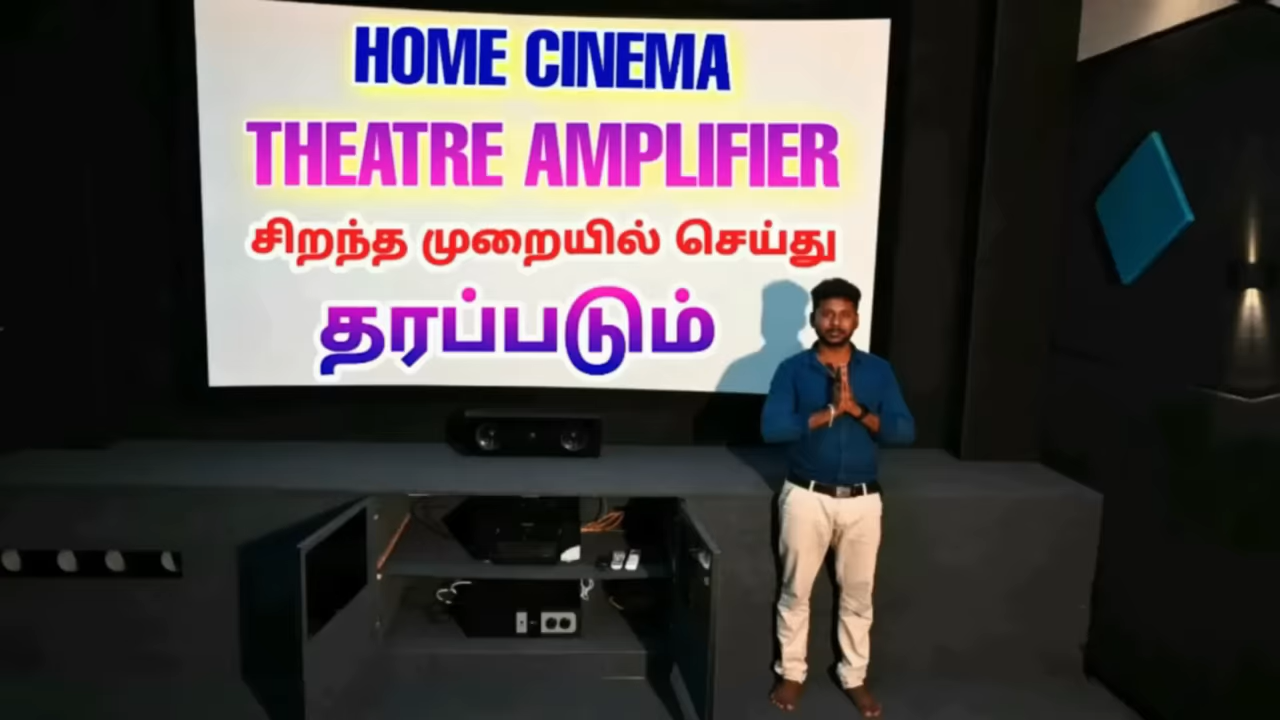 HOME CINEMA
THEATRE AMPLIFIER
சிறந்த முறையில் செய்து
தரப்படும்